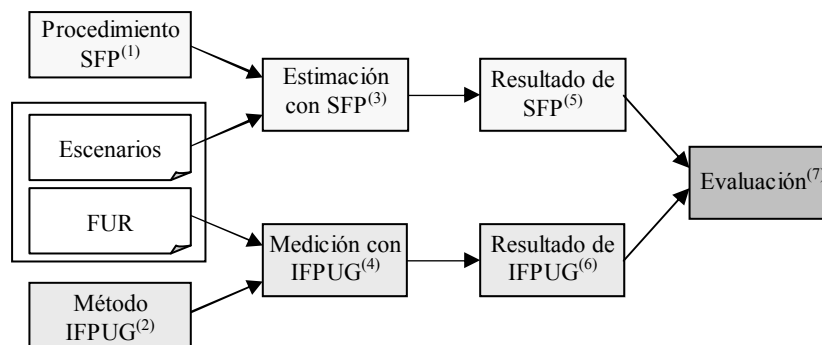 Procedimiento
SFP(1)
Estimación
con SFP(3)
Resultado de
SFP(5)
Escenarios
Evaluación(7)
FUR
Medición con
IFPUG(4)
Resultado de
IFPUG(6)
Método
IFPUG(2)